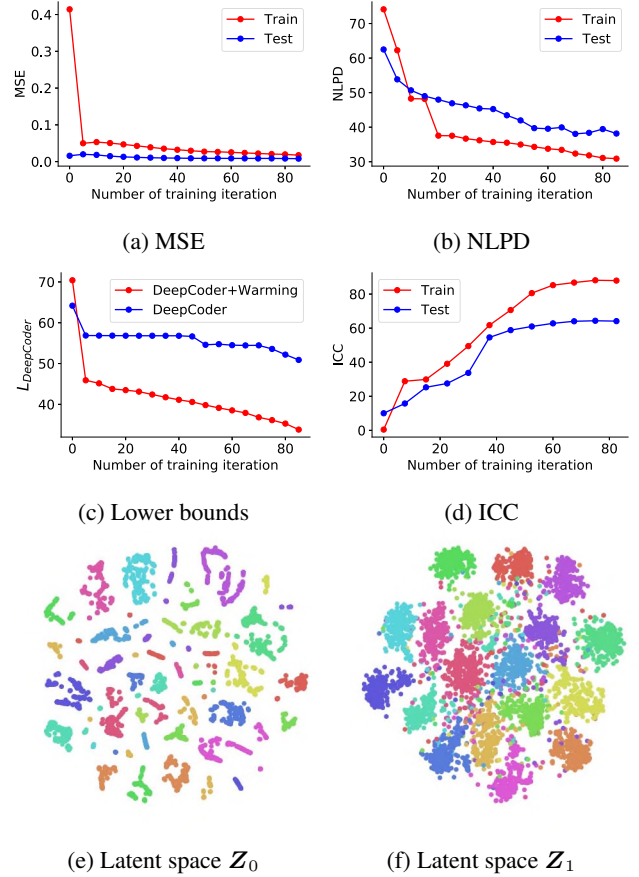 0.4
0.3
0.2
0.1
0.0
MSE
Train
Test
0 20 40 60 80
Number of training iteration
(a) MSE
70
60
50
40
30
NLPD
Train
Test
0 20 40 60 80
Number of training iteration
(b) NLPD
70
60
50
40
L_DeepCoder
DeepCoder+Warming
DeepCoder
0 20 40 60 80
Number of training iteration
(c) Lower bounds
80
60
40
20
0
ICC
Train
Test
0 20 40 60 80
Number of training iteration
(d) ICC
(e) Latent space Z₀
(f) Latent space Z₁